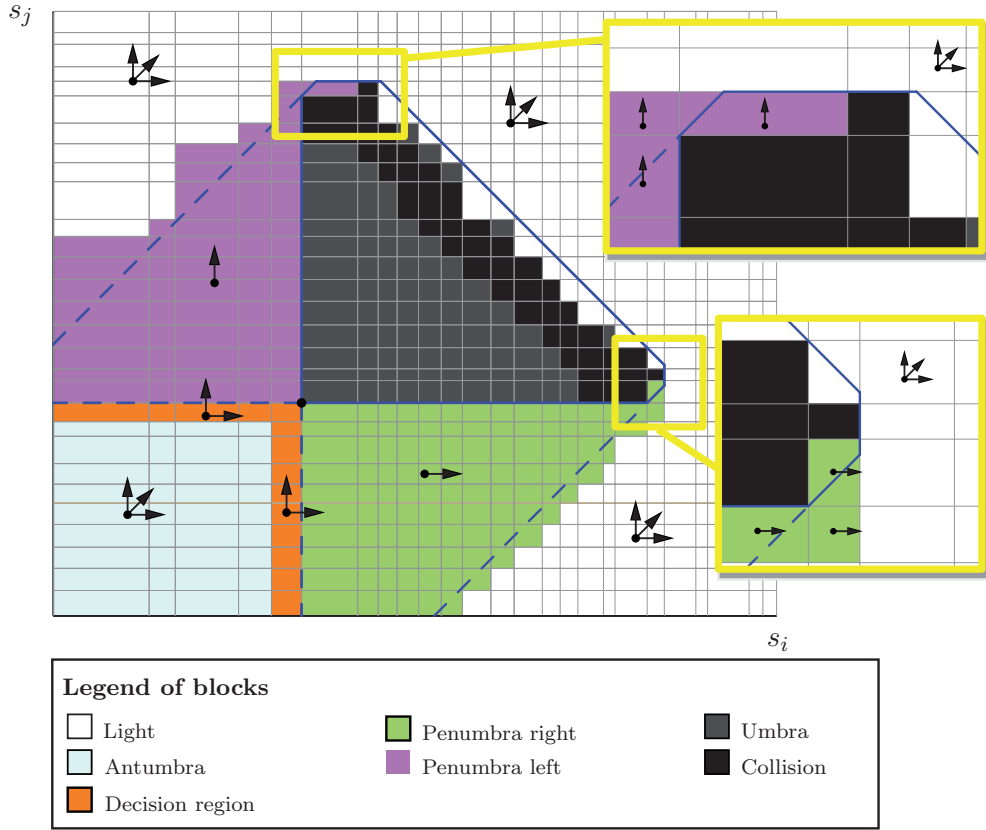 s_j
s_i
Legend of blocks
Light
Penumbra right
Umbra
Antumbra
Penumbra left
Collision
Decision region